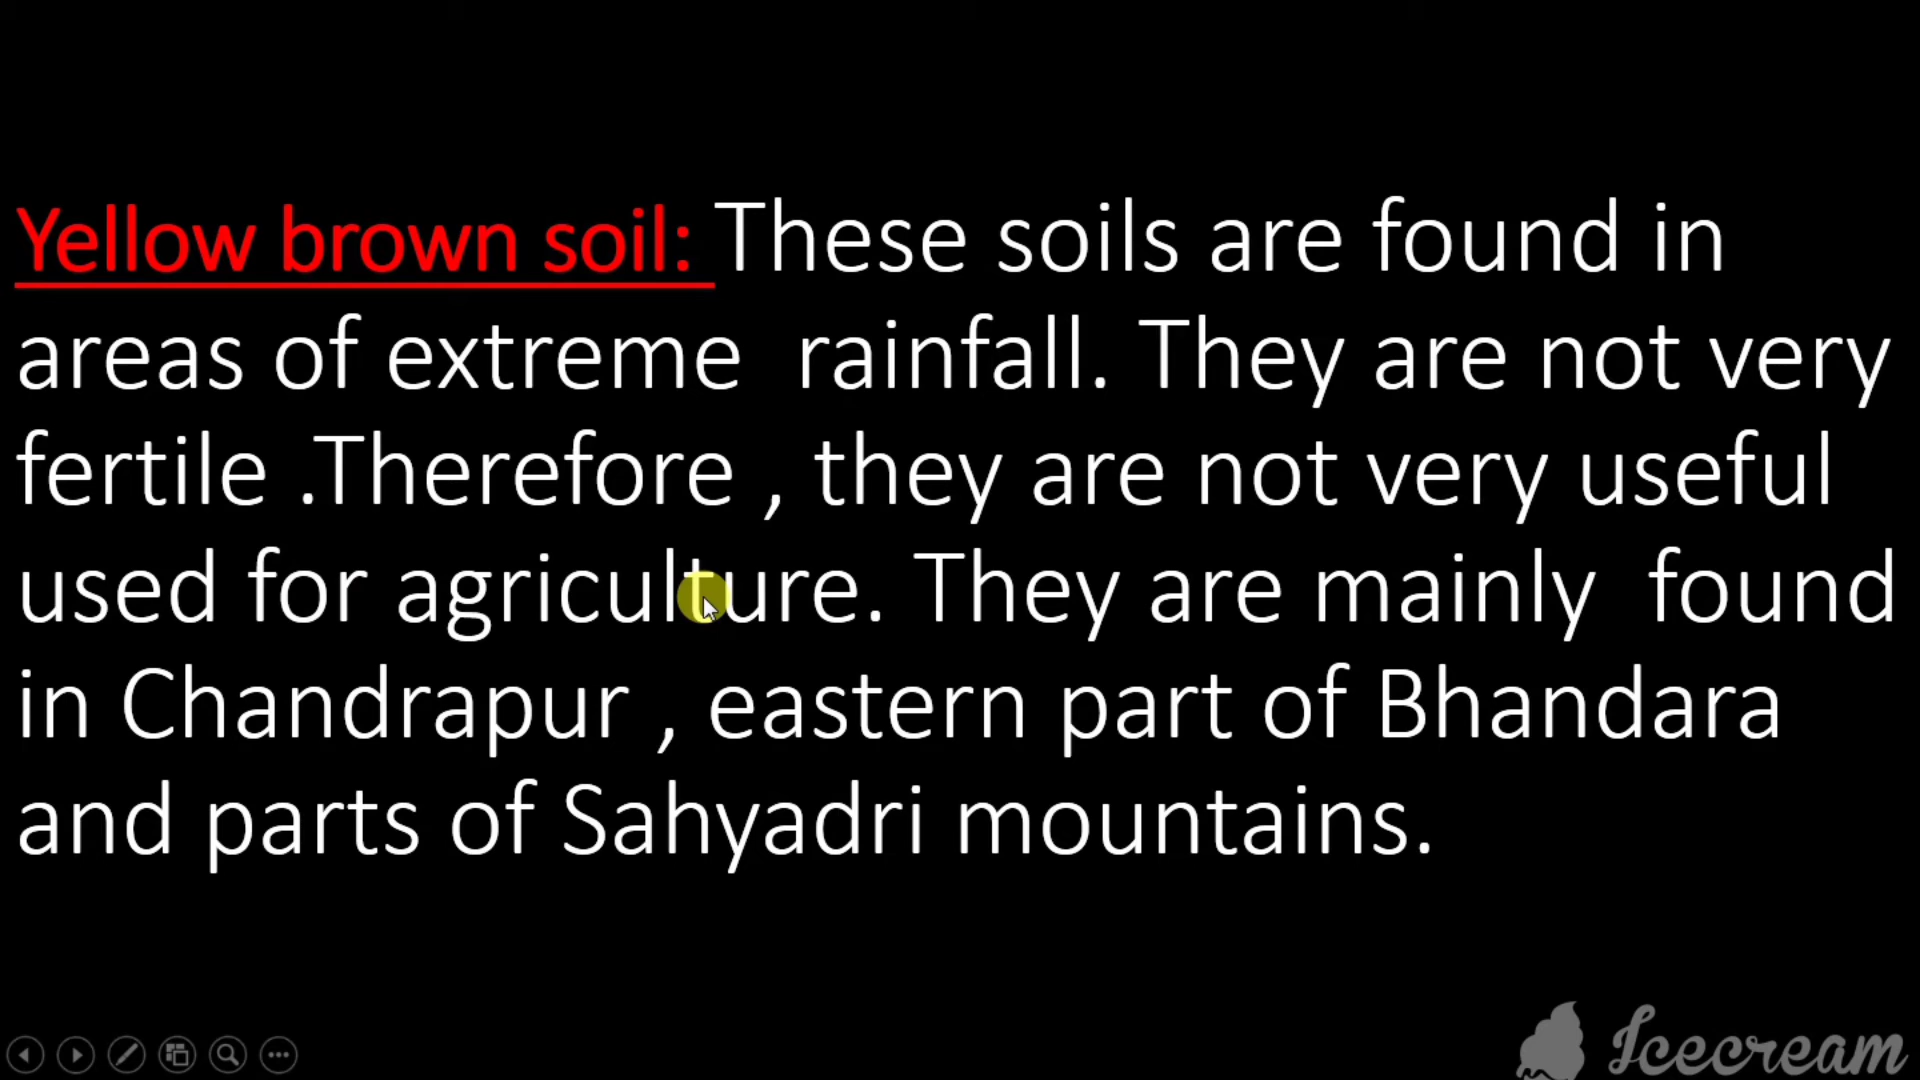 Yellow brown soil: These soils are found in
areas of extreme  rainfall. They are not very
fertile .Therefore , they are not very useful
used for agriculture. They are mainly  found
in Chandrapur , eastern part of Bhandara
and parts of Sahyadri mountains.
Icecream